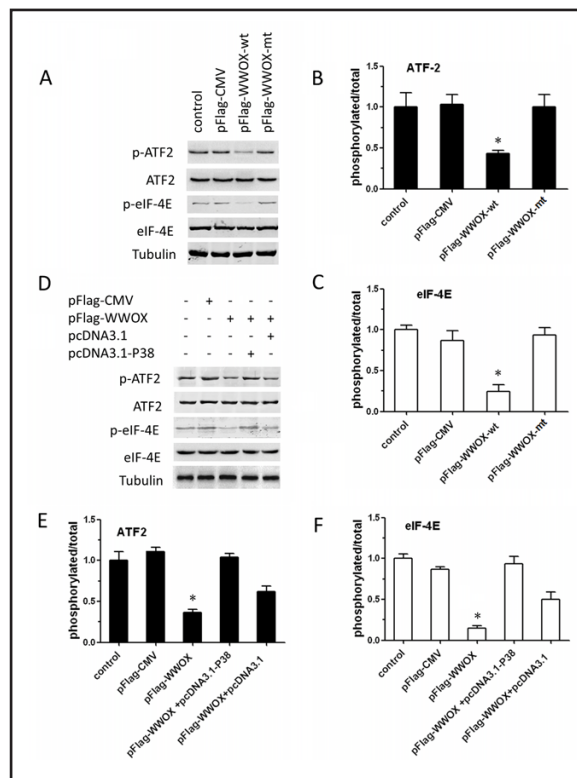 A
control
pFlag-CMV
pFlag-WWOX-wt
pFlag-WWOX-mt
p-ATF2
ATF2
p-eIF-4E
eIF-4E
Tubulin
B
ATF-2
phosphorylated/total
1.5
1.0
0.5
0.0
*
control
pFlag-CMV
pFlag-WWOX-wt
pFlag-WWOX-mt
C
eIF-4E
phosphorylated/total
1.5
1.0
0.5
0.0
*
control
pFlag-CMV
pFlag-WWOX-wt
pFlag-WWOX-mt
D
pFlag-CMV - + - - -
pFlag-WWOX - - + + +
pcDNA3.1 - - - - +
pcDNA3.1-P38 - - - + -
p-ATF2
ATF2
p-eIF-4E
eIF-4E
Tubulin
E
ATF2
phosphorylated/total
1.5
1.0
0.5
0.0
*
control
pFlag-CMV
pFlag-WWOX
pFlag-WWOX +pcDNA3.1-P38
pFlag-WWOX+pcDNA3.1
F
eIF-4E
phosphorylated/total
1.5
1.0
0.5
0.0
*
control
pFlag-CMV
pFlag-WWOX
pFlag-WWOX +pcDNA3.1-P38
pFlag-WWOX+pcDNA3.1